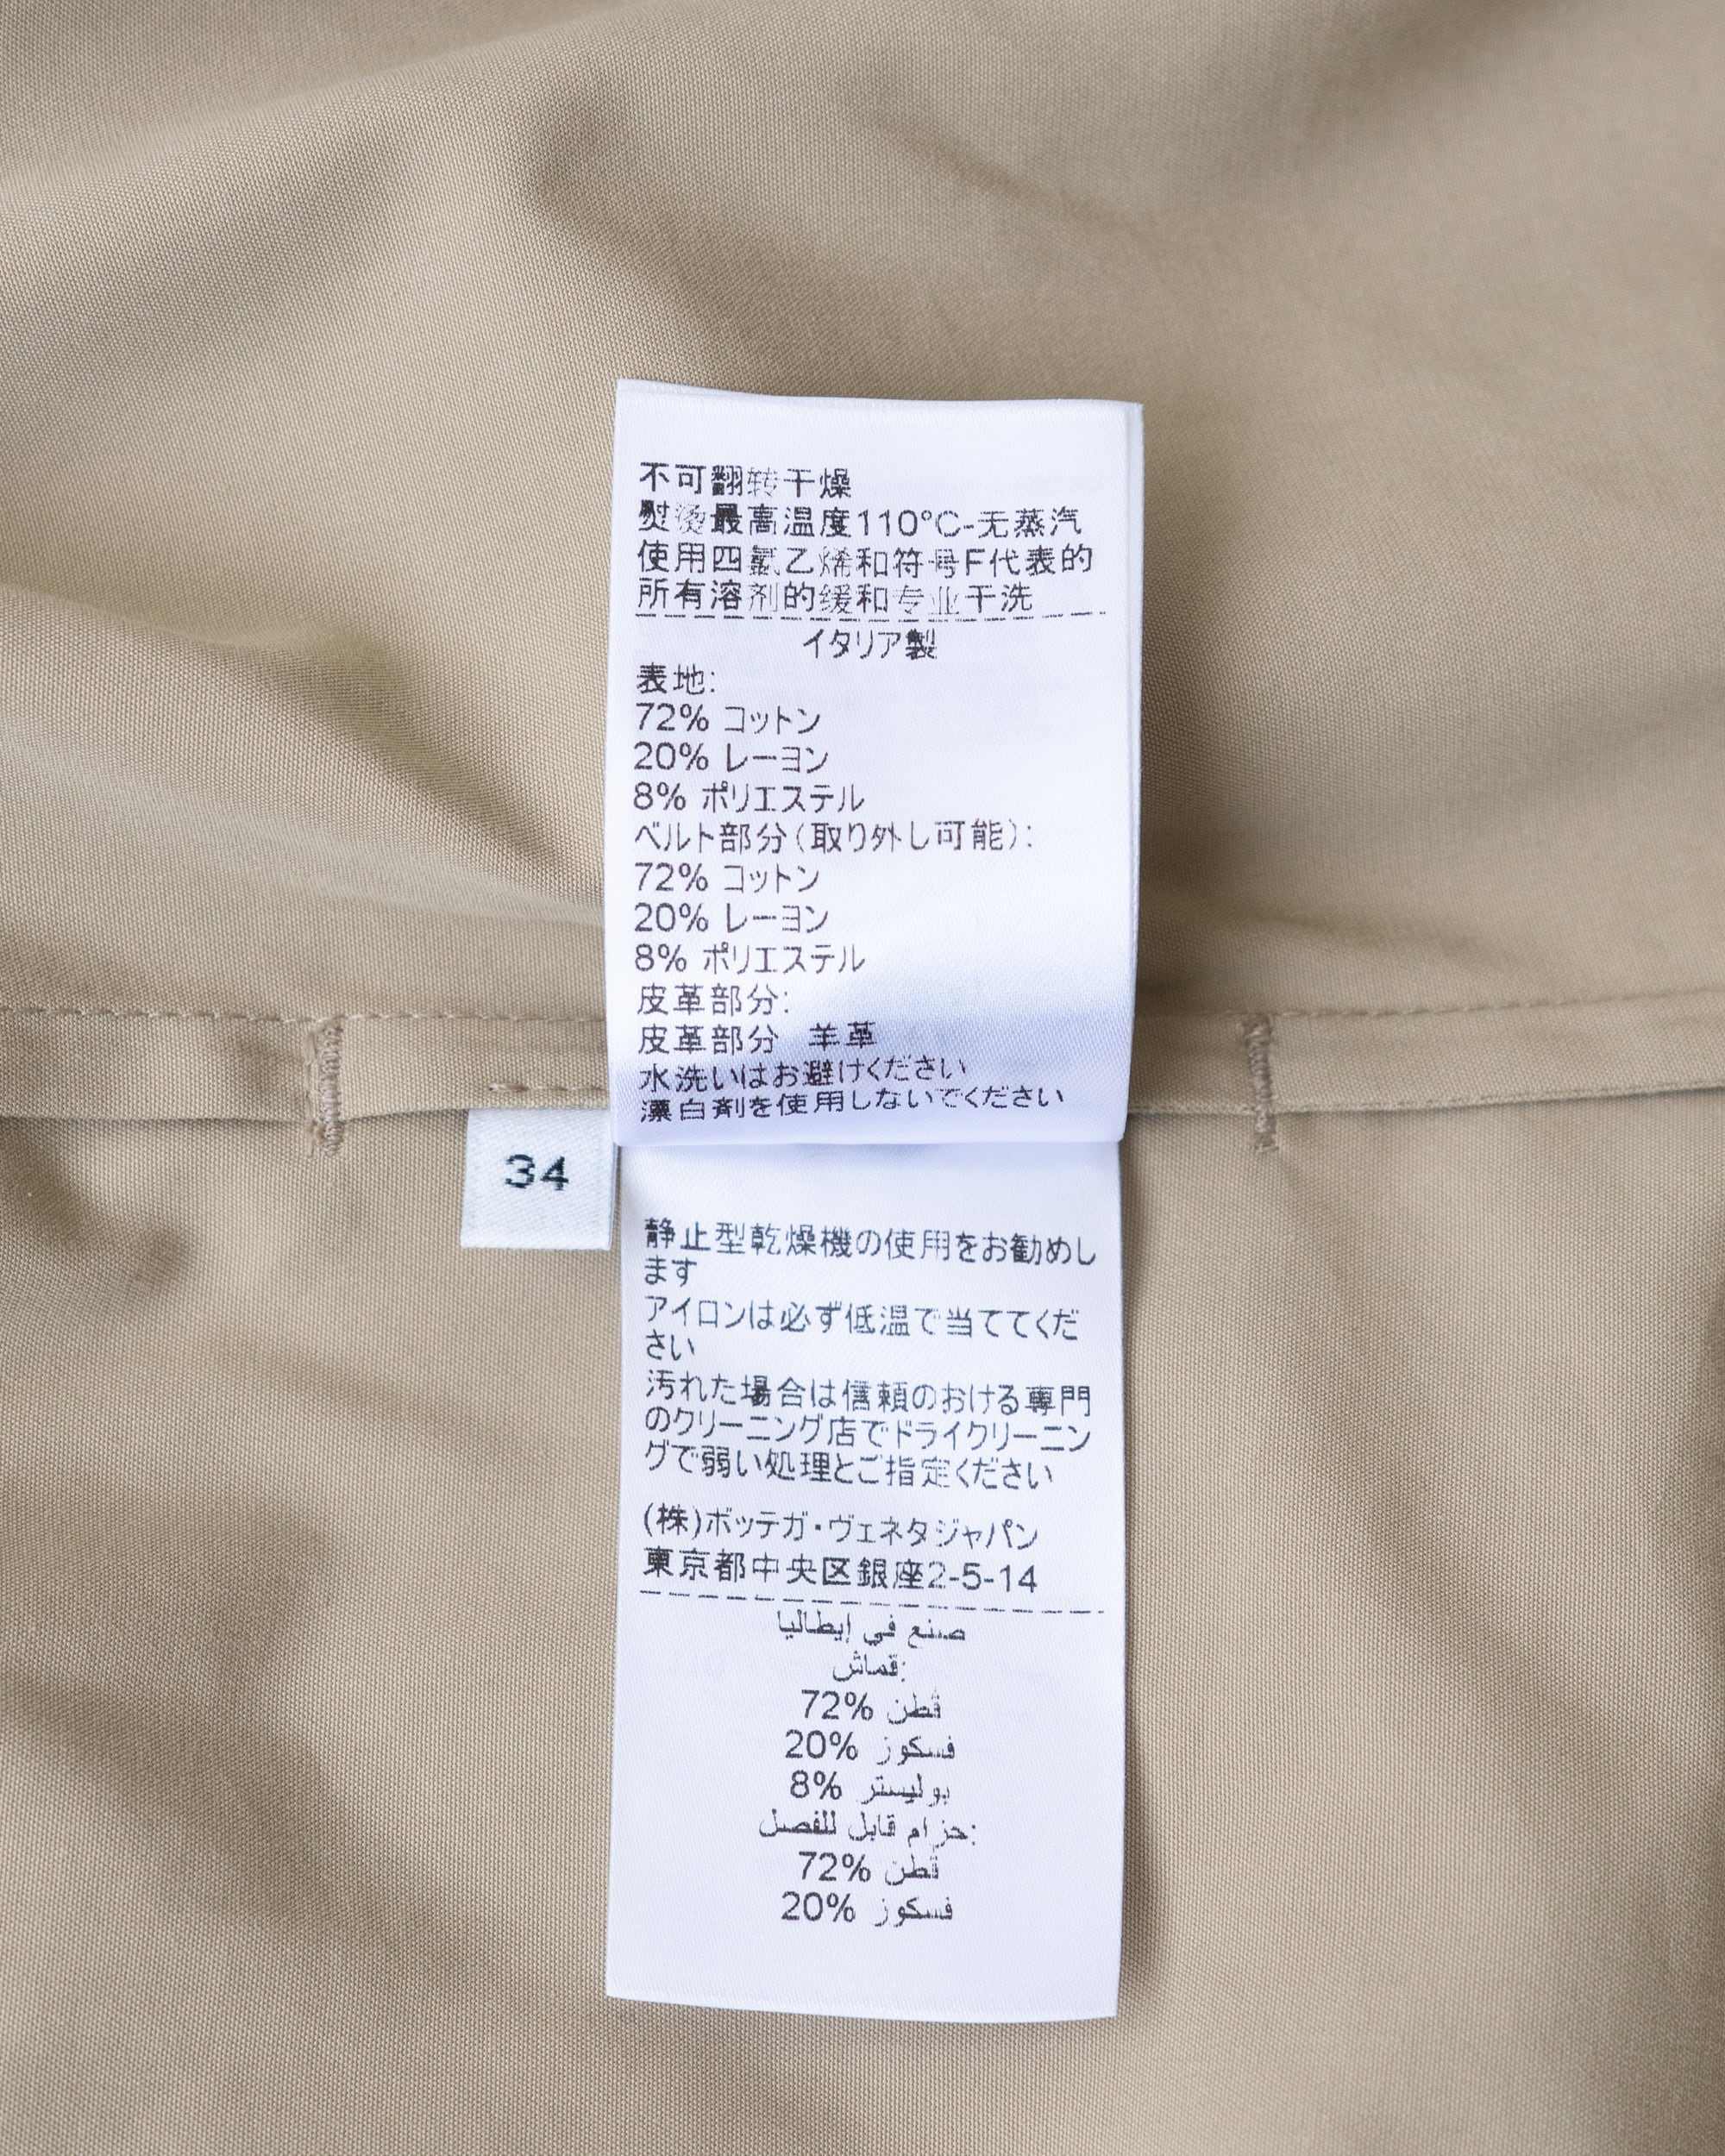 不可翻转干燥
熨烫最高温度110°C-无蒸汽
使用四氯乙烯和符号F代表的
所有溶剂的缓和专业干洗
イタリア製
表地:
72% コットン
20% レーヨン
8% ポリエステル
ベルト部分(取り外し可能):
72% コットン
20% レーヨン
8% ポリエステル
皮革部分:
皮革部分 羊革
水洗いはお避けください
漂白剤を使用しないでください
34
静止型乾燥機の使用をお勧めし
ます
アイロンは必ず低温で当ててくだ
さい
汚れた場合は信頼のおける専門
のクリーニング店でドライクリーニン
グで弱い処理とご指定ください
(株)ボッテガ・ヴェネタジャパン
東京都中央区銀座2-5-14
صنع في إيطاليا
قماش:
72% قطن
20% فسكوز
8% بوليستر
حزام قابل للفصل:
72% قطن
20% فسكوز